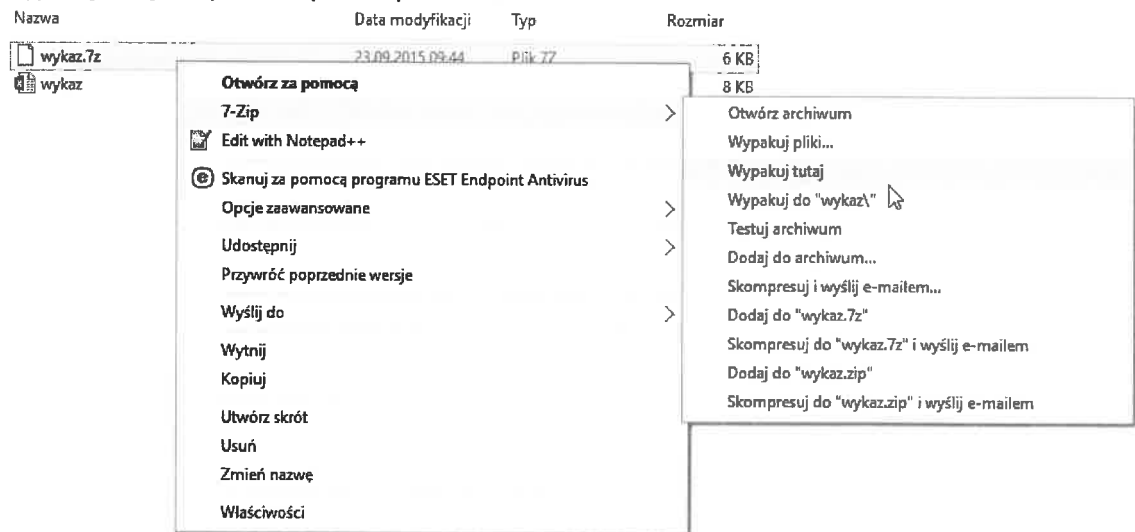 Nazwa Data modyfikacji Typ Rozmiar
wykaz.7z 23.09.2015 09:44 Plik 7Z 6 KB
wykaz 8 KB
Otwórz za pomocą
7-Zip
Edit with Notepad++
Skanuj za pomocą programu ESET Endpoint Antivirus
Opcje zaawansowane
Udostępnij
Przywróć poprzednie wersje
Wyślij do
Wytnij
Kopiuj
Utwórz skrót
Usuń
Zmień nazwę
Właściwości
Otwórz archiwum
Wypakuj pliki...
Wypakuj tutaj
Wypakuj do "wykaz\"
Testuj archiwum
Dodaj do archiwum...
Skompresuj i wyślij e-mailem...
Dodaj do "wykaz.7z"
Skompresuj do "wykaz.7z" i wyślij e-mailem
Dodaj do "wykaz.zip"
Skompresuj do "wykaz.zip" i wyślij e-mailem